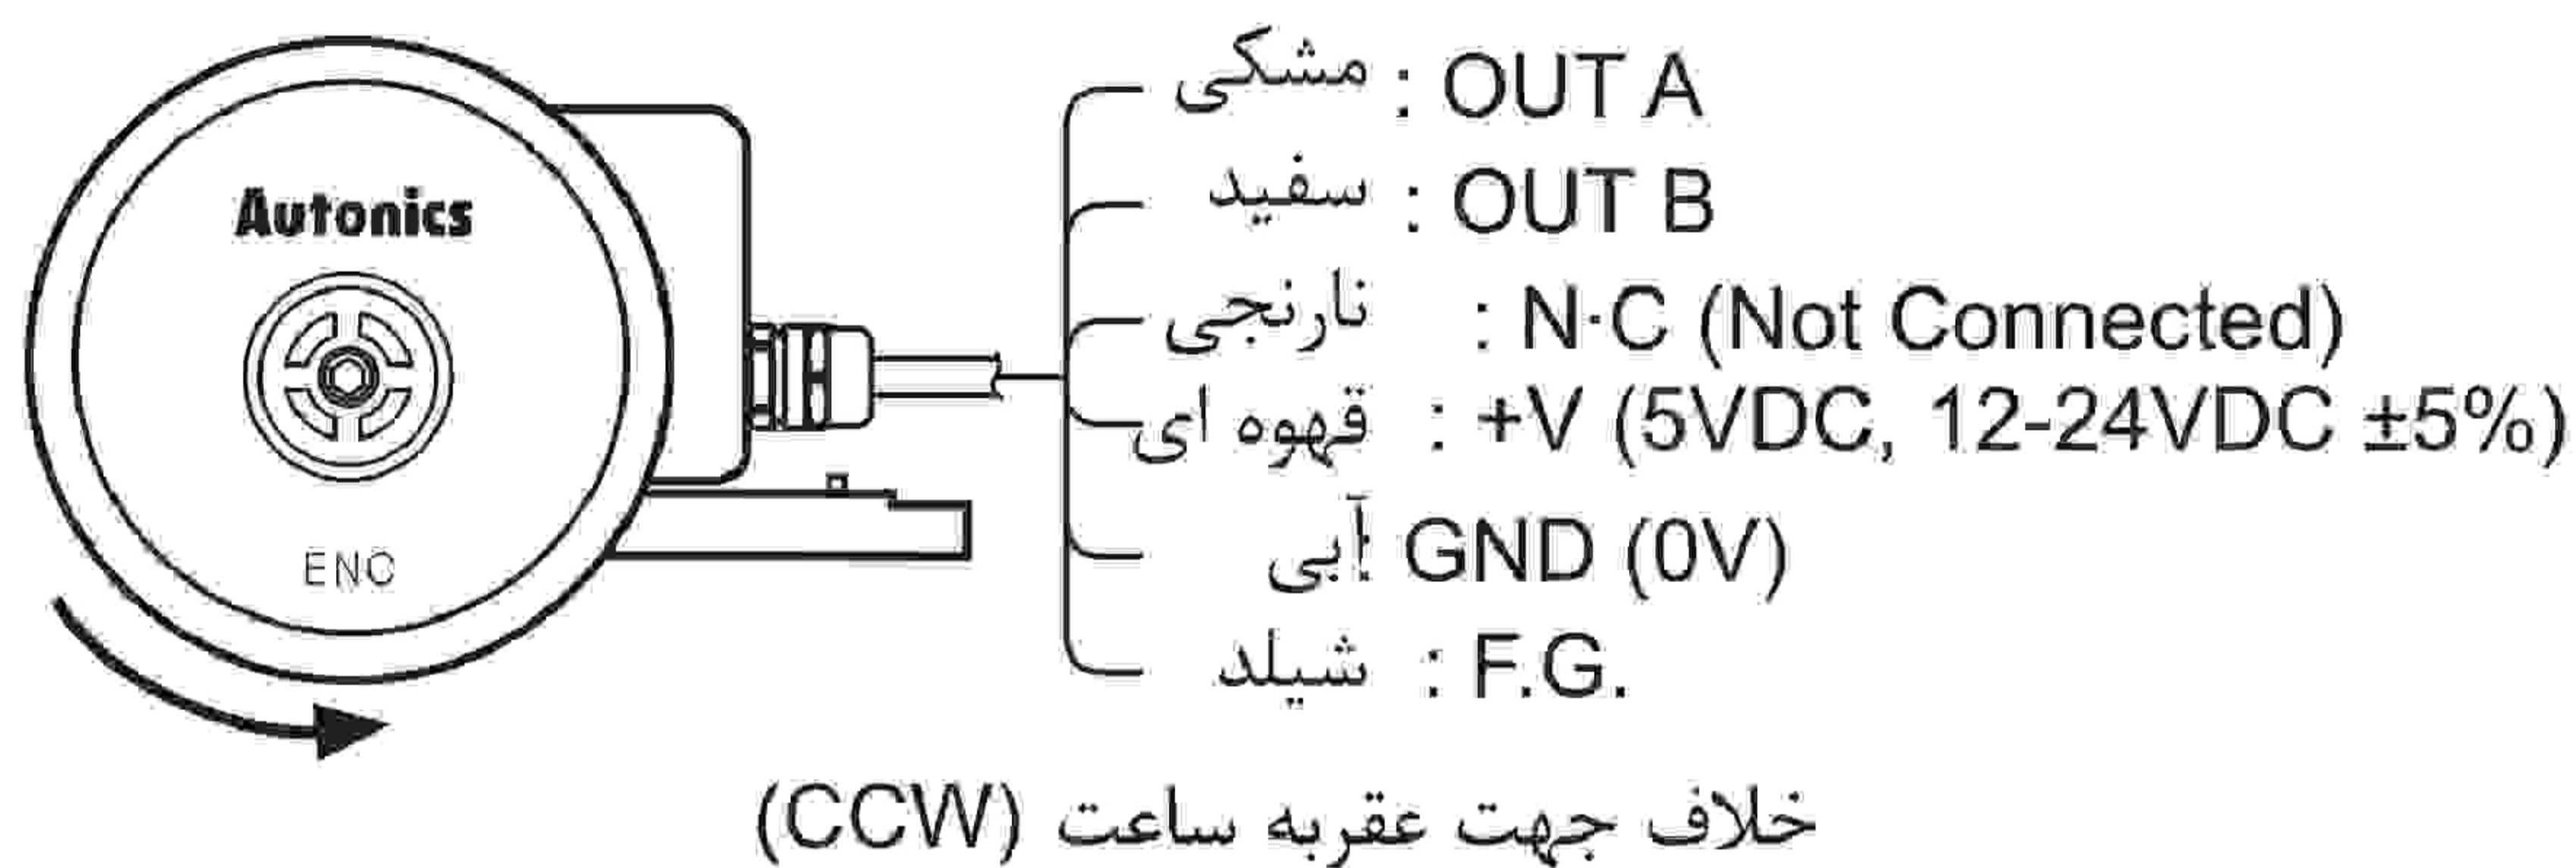 Autonics
ENC
مشکی : OUT A
سفید : OUT B
نارنجی : N·C (Not Connected)
قهوه ای : +V (5VDC, 12-24VDC ±5%)
آبی: GND (0V)
شیلد : F.G.
خلاف جهت عقربه ساعت (CCW)